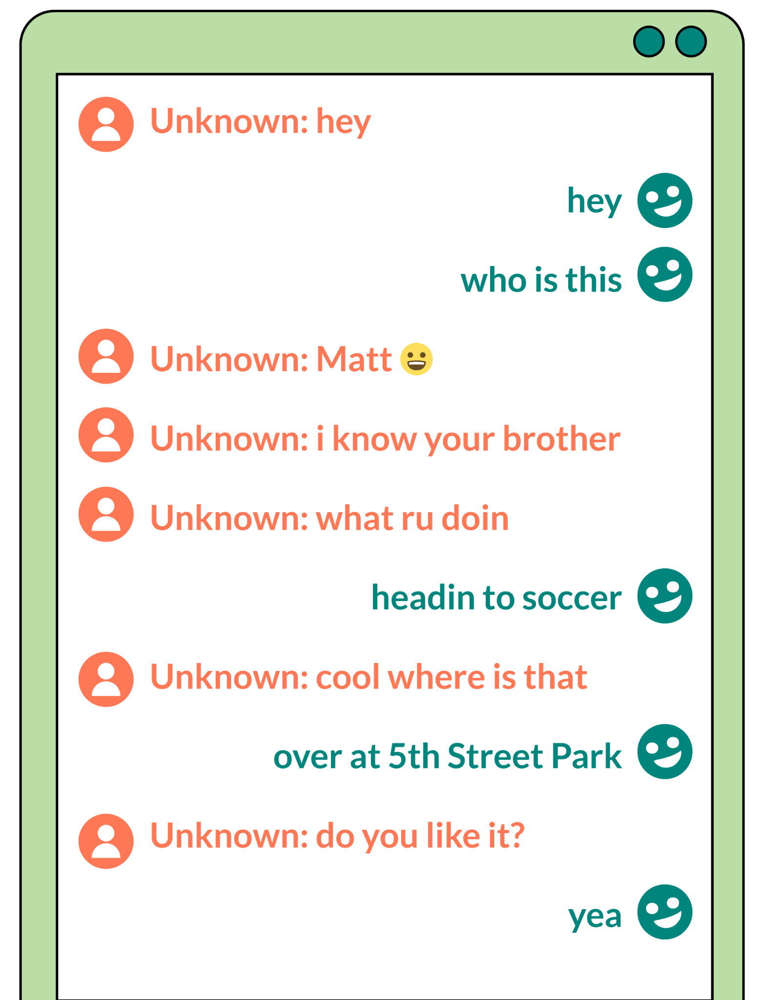 Unknown: hey
hey
who is this
Unknown: Matt 😀
Unknown: i know your brother
Unknown: what ru doin
headin to soccer
Unknown: cool where is that
over at 5th Street Park
Unknown: do you like it?
yea